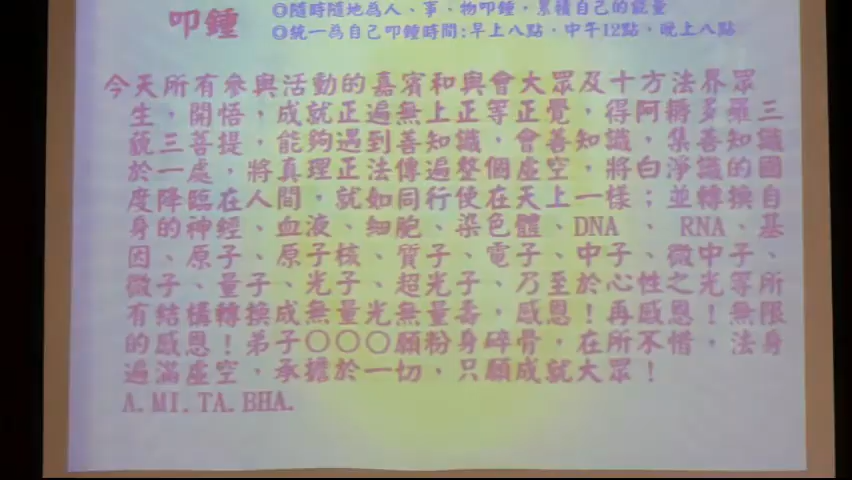 叩鍾
◎隨時隨地為人、事、物叩鍾，累積自己的能量
◎統一為自己叩鍾時間:早上八點，中午12點，晚上八點
今天所有參與活動的嘉賓和與會大眾及十方法界眾
生，開悟，成就正遍無上正等正覺，得阿耨多羅三
藐三菩提，能夠遇到善知識，會善知識，集善知識
於一處，將真理正法傳遍整個虛空，將白淨識的國
度降臨在人間，就如同行使在天上一樣；並轉換自
身的神經、血液、細胞、染色體、DNA 、 RNA、基
因、原子、原子核、質子、電子、中子、微中子、
微子、量子、光子、超光子、乃至於心性之光等所
有結構轉換成無量光無量壽，感恩！再感恩！無限
的感恩！弟子〇〇〇願粉身碎骨，在所不惜，法身
遍滿虛空，承擔於一切，只願成就大眾！
A.MI.TA.BHA.